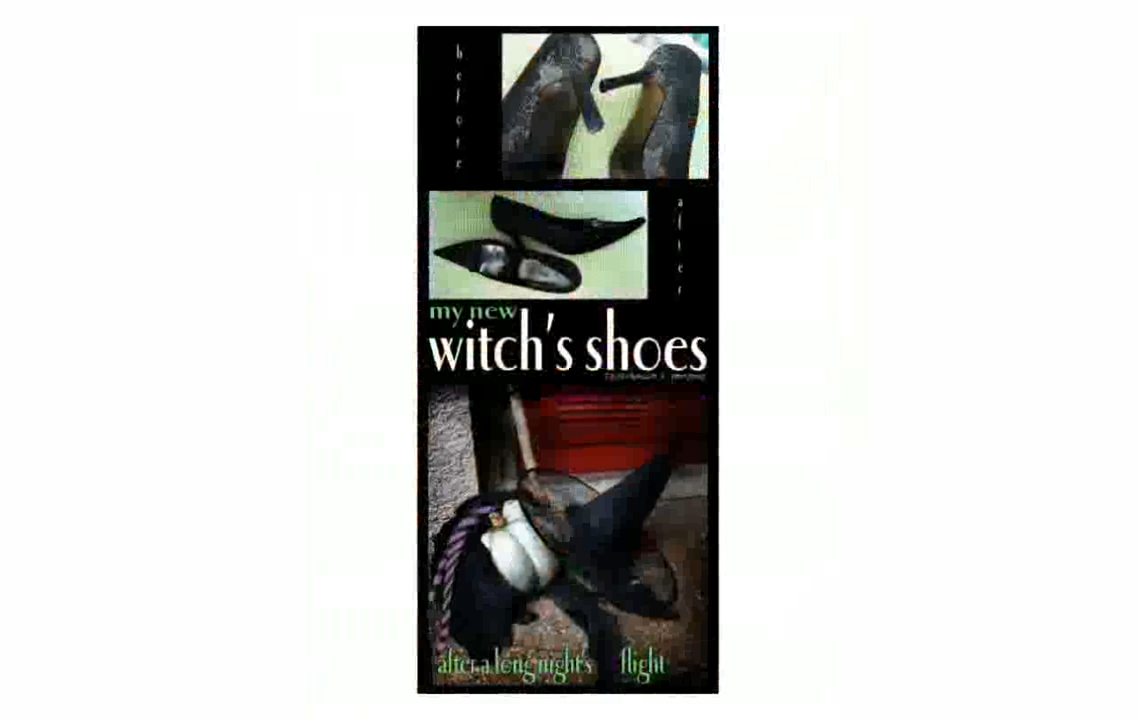 before
after
my new
witch's shoes
after a long night's flight